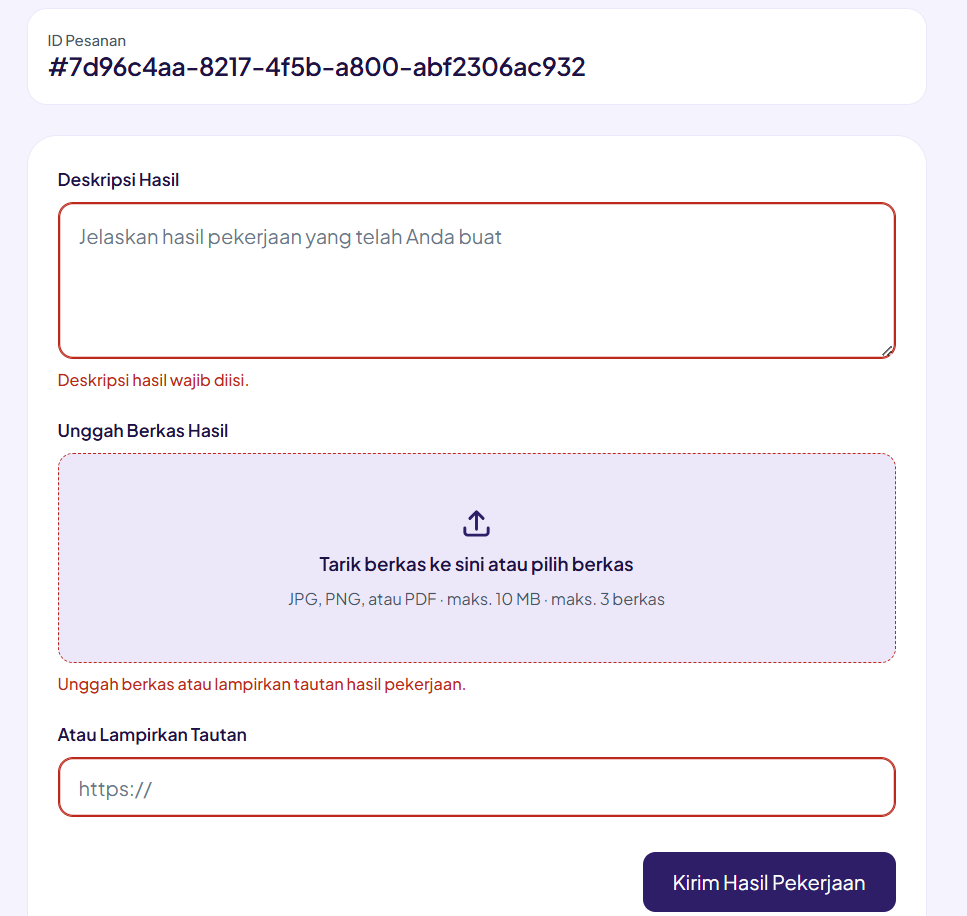 ID Pesanan
#7d96c4aa-8217-4f5b-a800-abf2306ac932
Deskripsi Hasil
Jelaskan hasil pekerjaan yang telah Anda buat
Deskripsi hasil wajib diisi.
Unggah Berkas Hasil
Tarik berkas ke sini atau pilih berkas
JPG, PNG, atau PDF · maks. 10 MB · maks. 3 berkas
Unggah berkas atau lampirkan tautan hasil pekerjaan.
Atau Lampirkan Tautan
https://
Kirim Hasil Pekerjaan